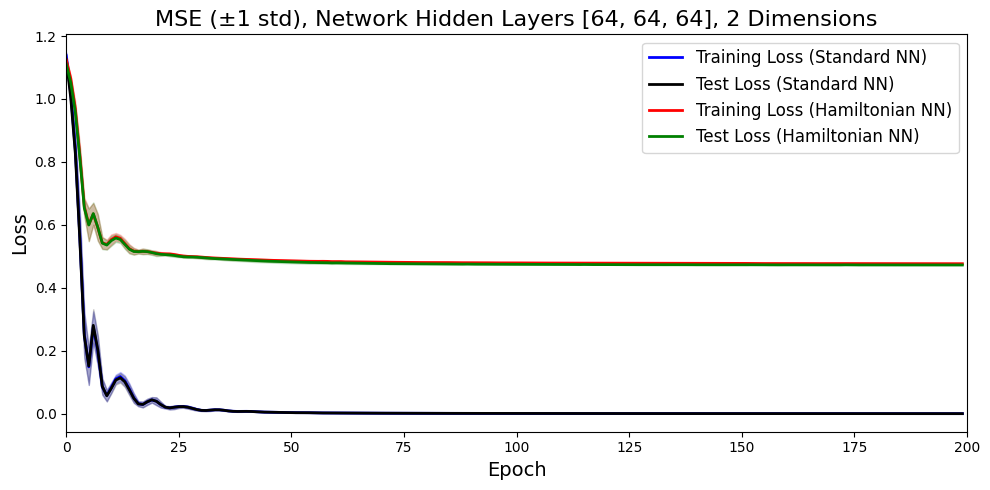 MSE (±1 std), Network Hidden Layers [64, 64, 64], 2 Dimensions
Training Loss (Standard NN)
Test Loss (Standard NN)
Training Loss (Hamiltonian NN)
Test Loss (Hamiltonian NN)
Loss
1.2
1.0
0.8
0.6
0.4
0.2
0.0
0 25 50 75 100 125 150 175 200
Epoch